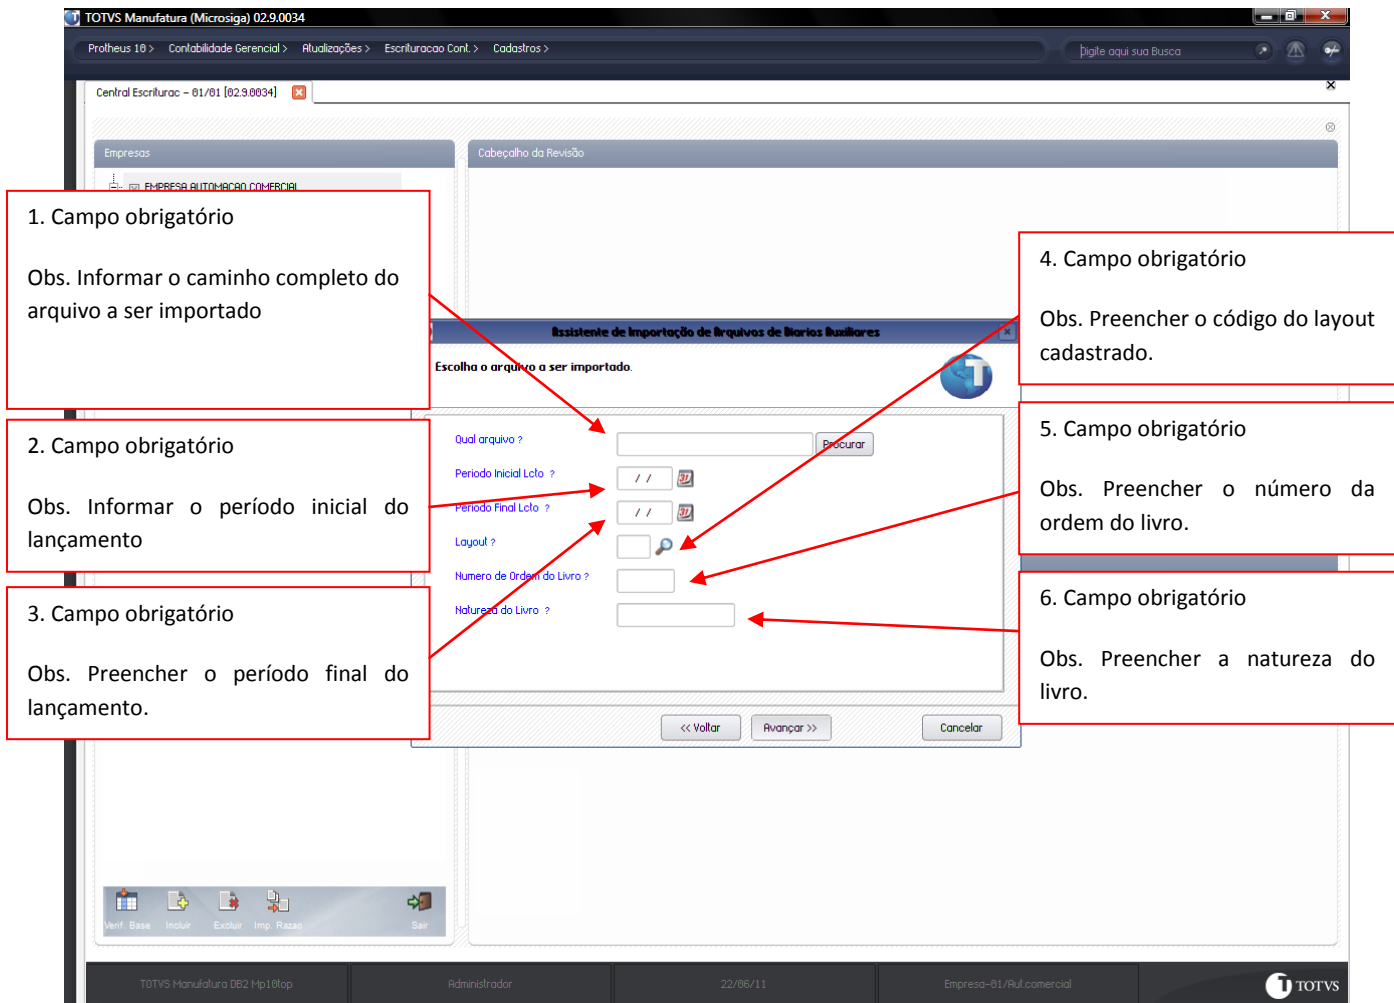 TOTVS Manufatura (Microsiga) 02.9.0034
Protheus 10 > Contabilidade Gerencial > Atualizações > Escrituracao Cont. > Cadastros >
Digite aqui sua Busca
Central Escriturac - 01/01 [02.9.0034]
Empresas
Cabeçalho da Revisão
EMPRESA AUTOMACAO COMERCIAL
1. Campo obrigatório
Obs. Informar o caminho completo do
arquivo a ser importado
2. Campo obrigatório
Obs. Informar o período inicial do
lançamento
3. Campo obrigatório
Obs. Preencher o período final do
lançamento.
Assistente de Importação de Arquivos de Diarios Auxiliares
Escolha o arquivo a ser importado.
Qual arquivo ?
Procurar
Periodo Inicial Lcto ?
/ /
Periodo Final Lcto ?
/ /
Layout ?
Numero de Ordem do Livro ?
Natureza do Livro ?
<< Voltar
Avançar >>
Cancelar
4. Campo obrigatório
Obs. Preencher o código do layout
cadastrado.
5. Campo obrigatório
Obs. Preencher o número da
ordem do livro.
6. Campo obrigatório
Obs. Preencher a natureza do
livro.
Verif. Base
Incluir
Excluir
Imp. Razao
Sair
TOTVS Manufatura DB2 Mp10top
Administrador
22/06/11
Empresa-01/Aut.comercial
TOTVS